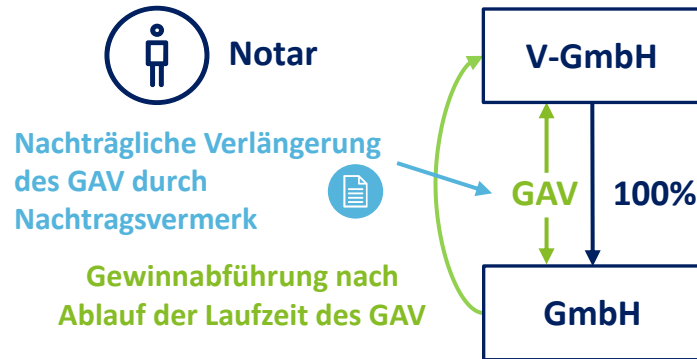 Notar
V-GmbH
Nachträgliche Verlängerung
des GAV durch
Nachtragsvermerk
GAV
100%
Gewinnabführung nach
Ablauf der Laufzeit des GAV
GmbH